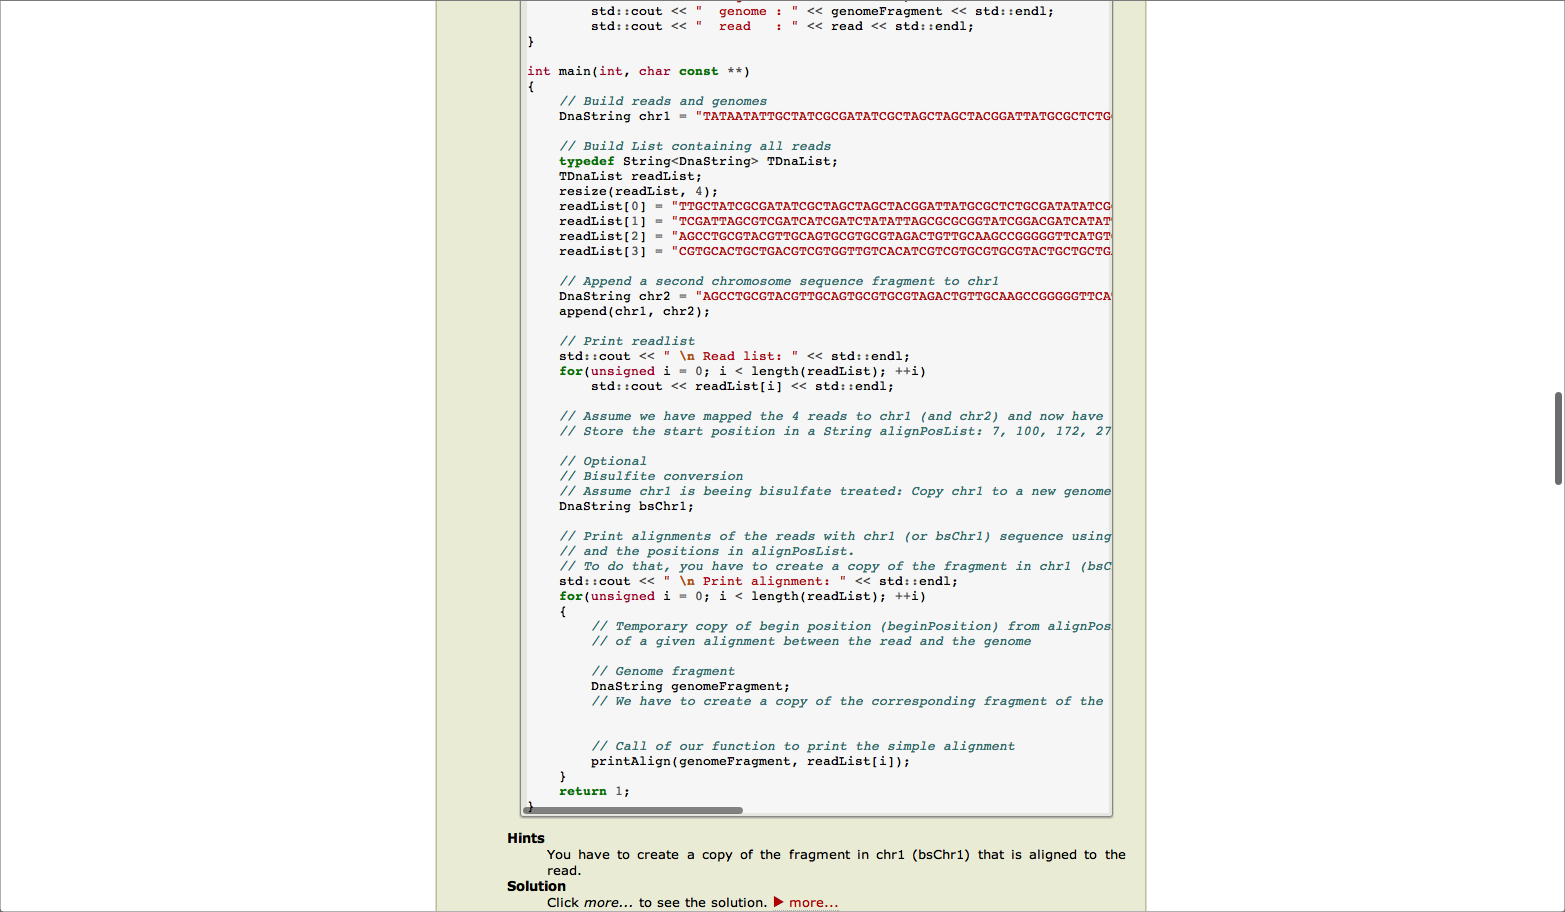 std::cout << "  genome : " << genomeFragment << std::endl;
std::cout << "  read   : " << read << std::endl;
}
int main(int, char const **)
{
// Build reads and genomes
DnaString chr1 = "TATAATATTGCTATCGCGATATCGCTAGCTAGCTACGGATTATGCGCTCTG
// Build List containing all reads
typedef String<DnaString> TDnaList;
TDnaList readList;
resize(readList, 4);
readList[0] = "TTGCTATCGCGATATCGCTAGCTAGCTACGGATTATGCGCTCTGCGATATATCG
readList[1] = "TCGATTAGCGTCGATCATCGATCTATATTAGCGCGCGGTATCGGACGATCATAT
readList[2] = "AGCCTGCGTACGTTGCAGTGCGTGCGTAGACTGTTGCAAGCCGGGGGTTCATGT
readList[3] = "CGTGCACTGCTGACGTCGTGGTTGTCACATCGTCGTGCGTGCGTACTGCTGCTG
// Append a second chromosome sequence fragment to chr1
DnaString chr2 = "AGCCTGCGTACGTTGCAGTGCGTGCGTAGACTGTTGCAAGCCGGGGGTTCA
append(chr1, chr2);
// Print readlist
std::cout << " \n Read list: " << std::endl;
for(unsigned i = 0; i < length(readList); ++i)
std::cout << readList[i] << std::endl;
// Assume we have mapped the 4 reads to chr1 (and chr2) and now have
// Store the start position in a String alignPosList: 7, 100, 172, 27
// Optional
// Bisulfite conversion
// Assume chr1 is beeing bisulfate treated: Copy chr1 to a new genome
DnaString bsChr1;
// Print alignments of the reads with chr1 (or bsChr1) sequence using
// and the positions in alignPosList.
// To do that, you have to create a copy of the fragment in chr1 (bsC
std::cout << " \n Print alignment: " << std::endl;
for(unsigned i = 0; i < length(readList); ++i)
{
// Temporary copy of begin position (beginPosition) from alignPos
// of a given alignment between the read and the genome
// Genome fragment
DnaString genomeFragment;
// We have to create a copy of the corresponding fragment of the
// Call of our function to print the simple alignment
printAlign(genomeFragment, readList[i]);
}
return 1;
}
Hints
You have to create a copy of the fragment in chr1 (bsChr1) that is aligned to the
read.
Solution
Click more... to see the solution. ▶ more...